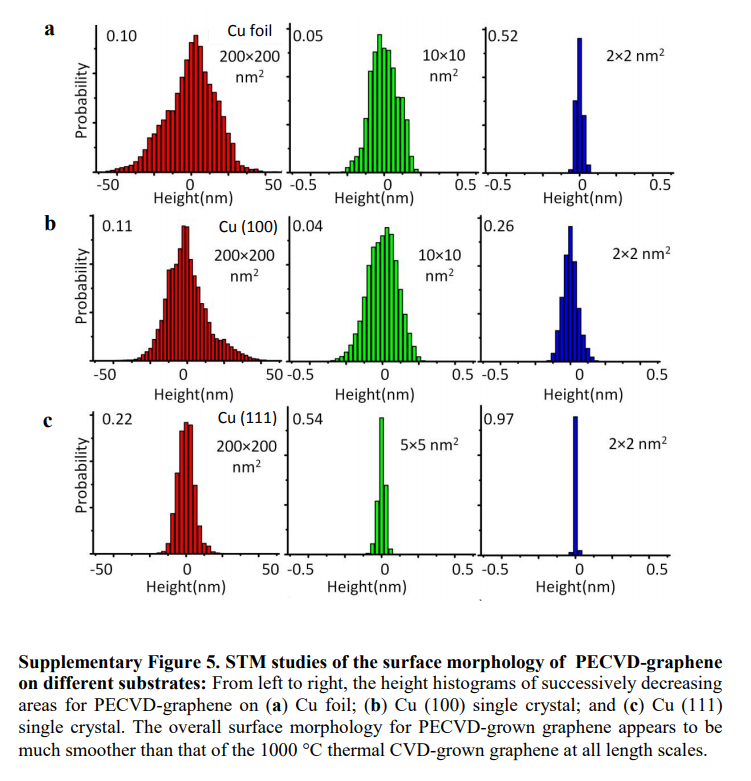 a
0.10
Cu foil
200×200
nm²
Probability
-50 0 50
Height(nm)
0.05
10×10
nm²
-0.5 0 0.5
Height(nm)
0.52
2×2 nm²
-0.5 0 0.5
Height(nm)
b
0.11
Cu (100)
200×200
nm²
Probability
-50 0 50
Height(nm)
0.04
10×10
nm²
-0.5 0 0.5
Height(nm)
0.26
2×2 nm²
-0.5 0 0.5
Height(nm)
c
0.22
Cu (111)
200×200
nm²
Probability
-50 0 50
Height(nm)
0.54
5×5 nm²
-0.5 0 0.5
Height(nm)
0.97
2×2 nm²
-0.5 0 0.5
Height(nm)
Supplementary Figure 5. STM studies of the surface morphology of PECVD-graphene
on different substrates: From left to right, the height histograms of successively decreasing
areas for PECVD-graphene on (a) Cu foil; (b) Cu (100) single crystal; and (c) Cu (111)
single crystal. The overall surface morphology for PECVD-grown graphene appears to be
much smoother than that of the 1000 °C thermal CVD-grown graphene at all length scales.